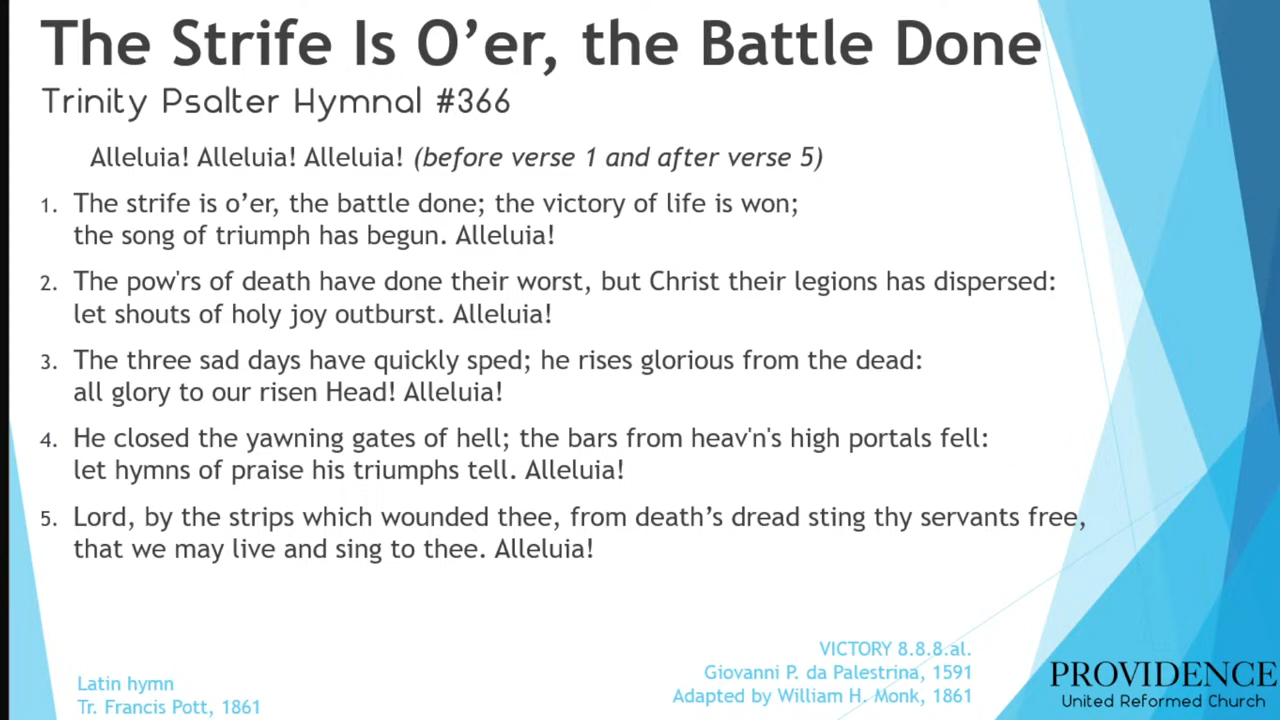 The Strife Is O’er, the Battle Done
Trinity Psalter Hymnal #366
Alleluia! Alleluia! Alleluia! (before verse 1 and after verse 5)
1. The strife is o’er, the battle done; the victory of life is won;
the song of triumph has begun. Alleluia!
2. The pow'rs of death have done their worst, but Christ their legions has dispersed:
let shouts of holy joy outburst. Alleluia!
3. The three sad days have quickly sped; he rises glorious from the dead:
all glory to our risen Head! Alleluia!
4. He closed the yawning gates of hell; the bars from heav'n's high portals fell:
let hymns of praise his triumphs tell. Alleluia!
5. Lord, by the strips which wounded thee, from death’s dread sting thy servants free,
that we may live and sing to thee. Alleluia!
Latin hymn
Tr. Francis Pott, 1861
VICTORY 8.8.8.al.
Giovanni P. da Palestrina, 1591
Adapted by William H. Monk, 1861
PROVIDENCE
United Reformed Church